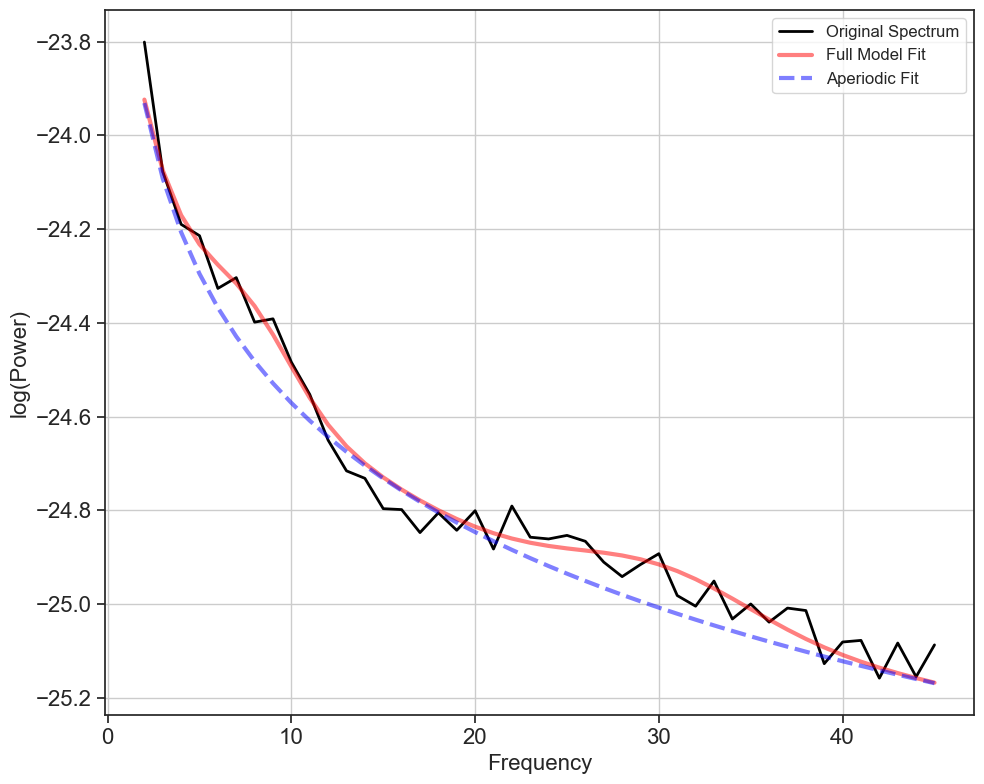 Original Spectrum
Full Model Fit
Aperiodic Fit
−23.8
−24.0
−24.2
−24.4
−24.6
−24.8
−25.0
−25.2
log(Power)
0 10 20 30 40
Frequency